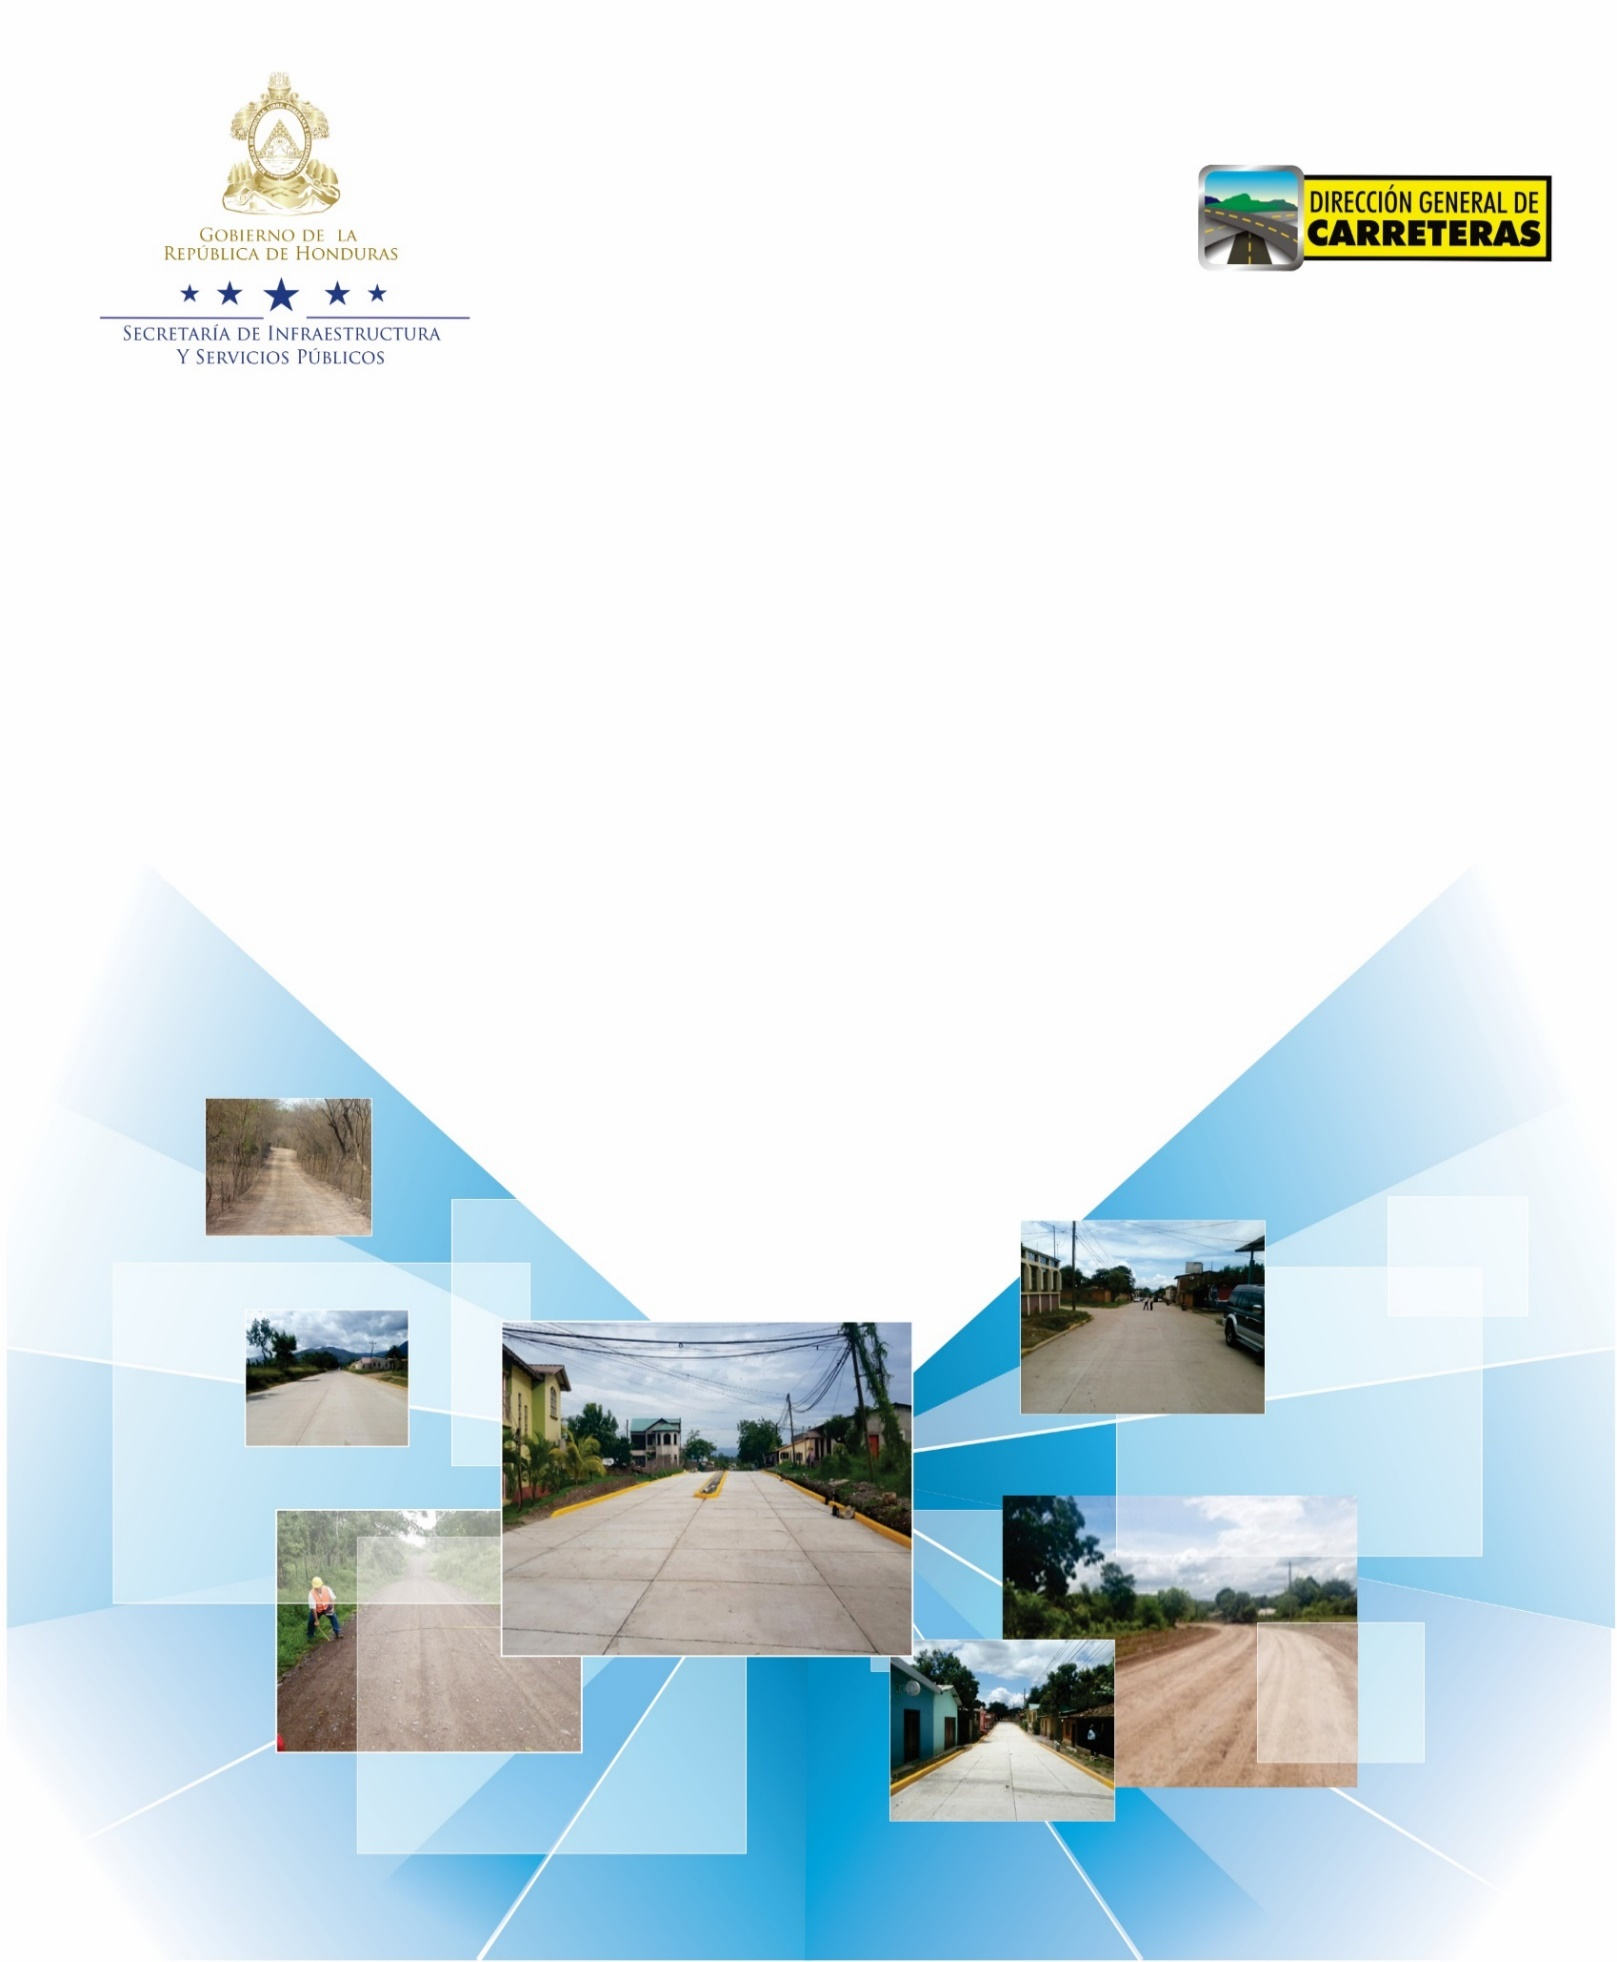 GOBIERNO DE LA
REPÚBLICA DE HONDURAS
SECRETARÍA DE INFRAESTRUCTURA
Y SERVICIOS PÚBLICOS
DIRECCIÓN GENERAL DE
CARRETERAS